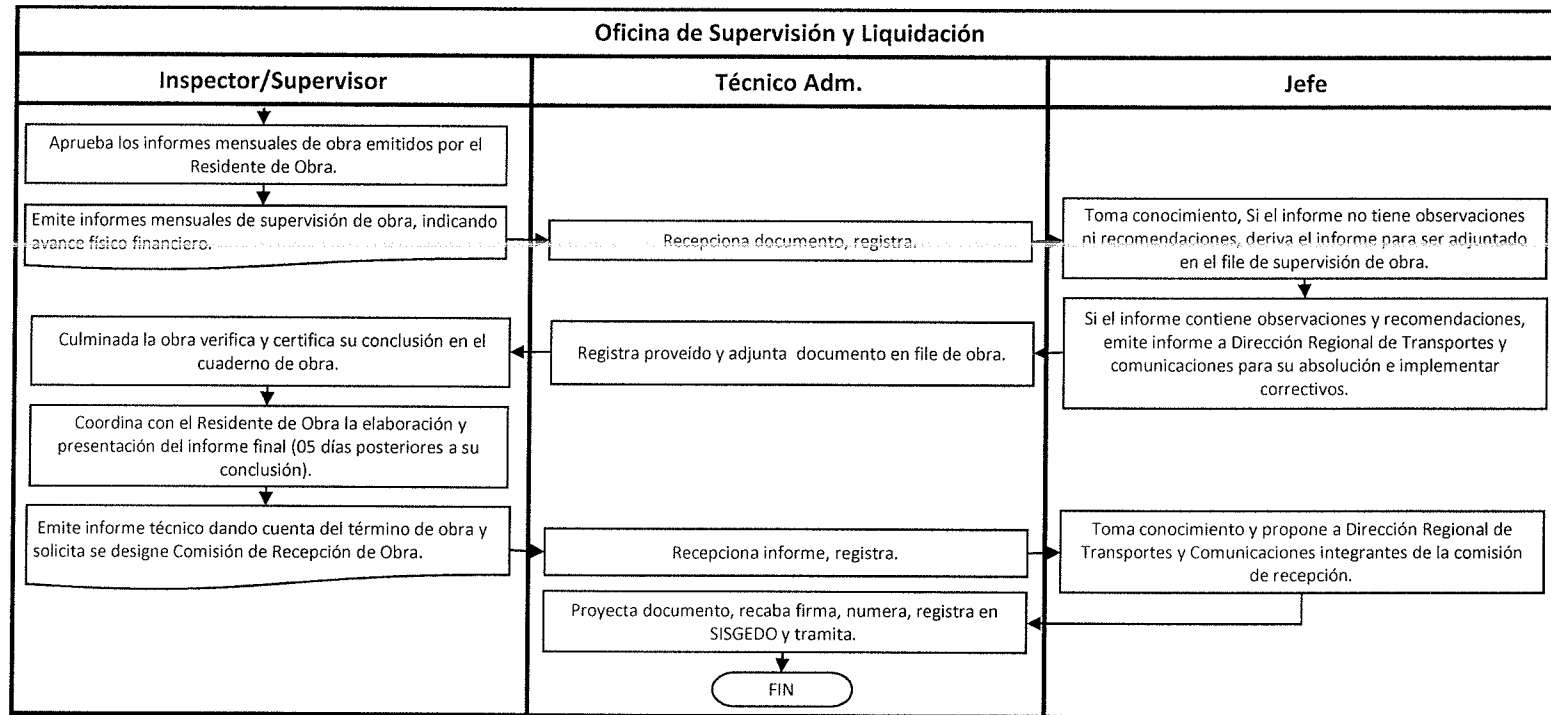 Oficina de Supervisión y Liquidación
Inspector/Supervisor
Técnico Adm.
Jefe
Aprueba los informes mensuales de obra emitidos por el
Residente de Obra.
Emite informes mensuales de supervisión de obra, indicando
avance físico financiero.
Recepciona documento, registra.
Toma conocimiento, Si el informe no tiene observaciones
ni recomendaciones, deriva el informe para ser adjuntado
en el file de supervisión de obra.
Si el informe contiene observaciones y recomendaciones,
emite informe a Dirección Regional de Transportes y
comunicaciones para su absolución e implementar
correctivos.
Registra proveído y adjunta documento en file de obra.
Culminada la obra verifica y certifica su conclusión en el
cuaderno de obra.
Coordina con el Residente de Obra la elaboración y
presentación del informe final (05 días posteriores a su
conclusión).
Emite informe técnico dando cuenta del término de obra y
solicita se designe Comisión de Recepción de Obra.
Recepciona informe, registra.
Toma conocimiento y propone a Dirección Regional de
Transportes y Comunicaciones integrantes de la comisión
de recepción.
Proyecta documento, recaba firma, numera, registra en
SISGEDO y tramita.
FIN